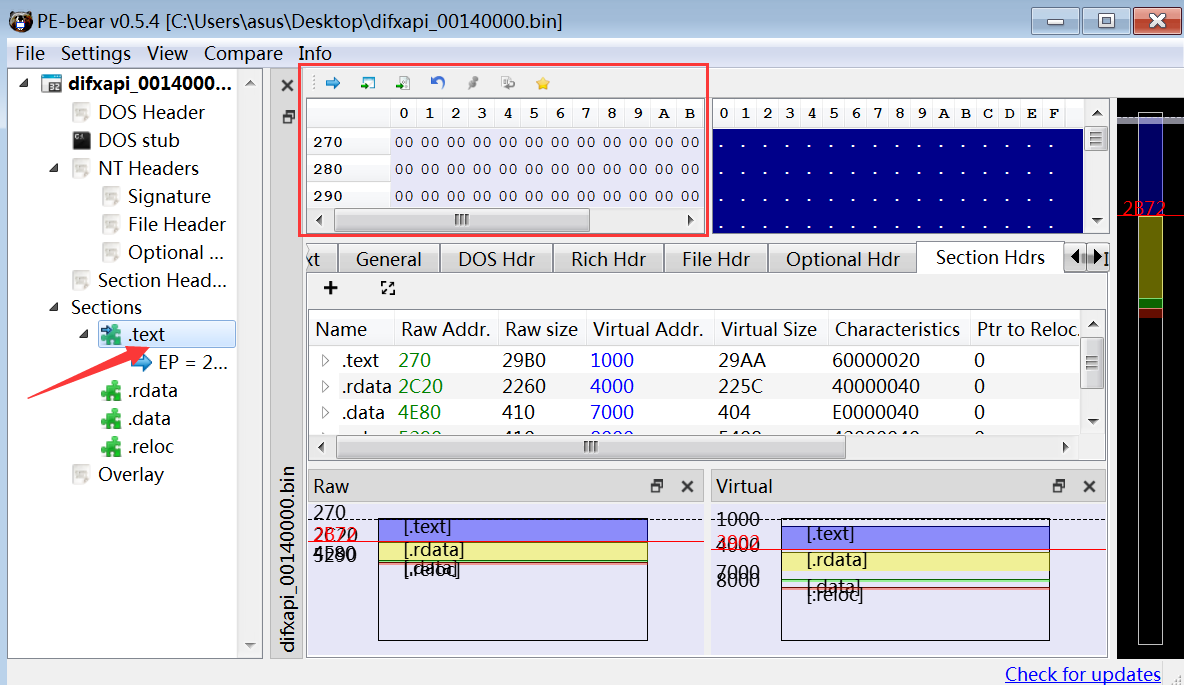 PE-bear v0.5.4 [C:\Users\asus\Desktop\difxapi_00140000.bin]
File Settings View Compare Info
difxapi_0014000...
DOS Header
DOS stub
NT Headers
Signature
File Header
Optional ...
Section Head...
Sections
.text
EP = 2...
.rdata
.data
.reloc
Overlay
difxapi_00140000.bin
0 1 2 3 4 5 6 7 8 9 A B
270 00 00 00 00 00 00 00 00 00 00 00 00
280 00 00 00 00 00 00 00 00 00 00 00 00
290 00 00 00 00 00 00 00 00 00 00 00 00
0 1 2 3 4 5 6 7 8 9 A B C D E F
. . . . . . . . . . . . . . . .
. . . . . . . . . . . . . . . .
. . . . . . . . . . . . . . . .
. . . . . . . . . . . . . . . .
2B72
xt General DOS Hdr Rich Hdr File Hdr Optional Hdr Section Hdrs
Name Raw Addr. Raw size Virtual Addr. Virtual Size Characteristics Ptr to Reloc.
.text 270 29B0 1000 29AA 60000020 0
.rdata 2C20 2260 4000 225C 40000040 0
.data 4E80 410 7000 404 E0000040 0
Raw
270
[.text]
[.rdata]
[.data]
[.reloc]
4E80
5290
Virtual
1000
[.text]
4000
[.rdata]
7000
8000
[.data]
[.reloc]
Check for updates